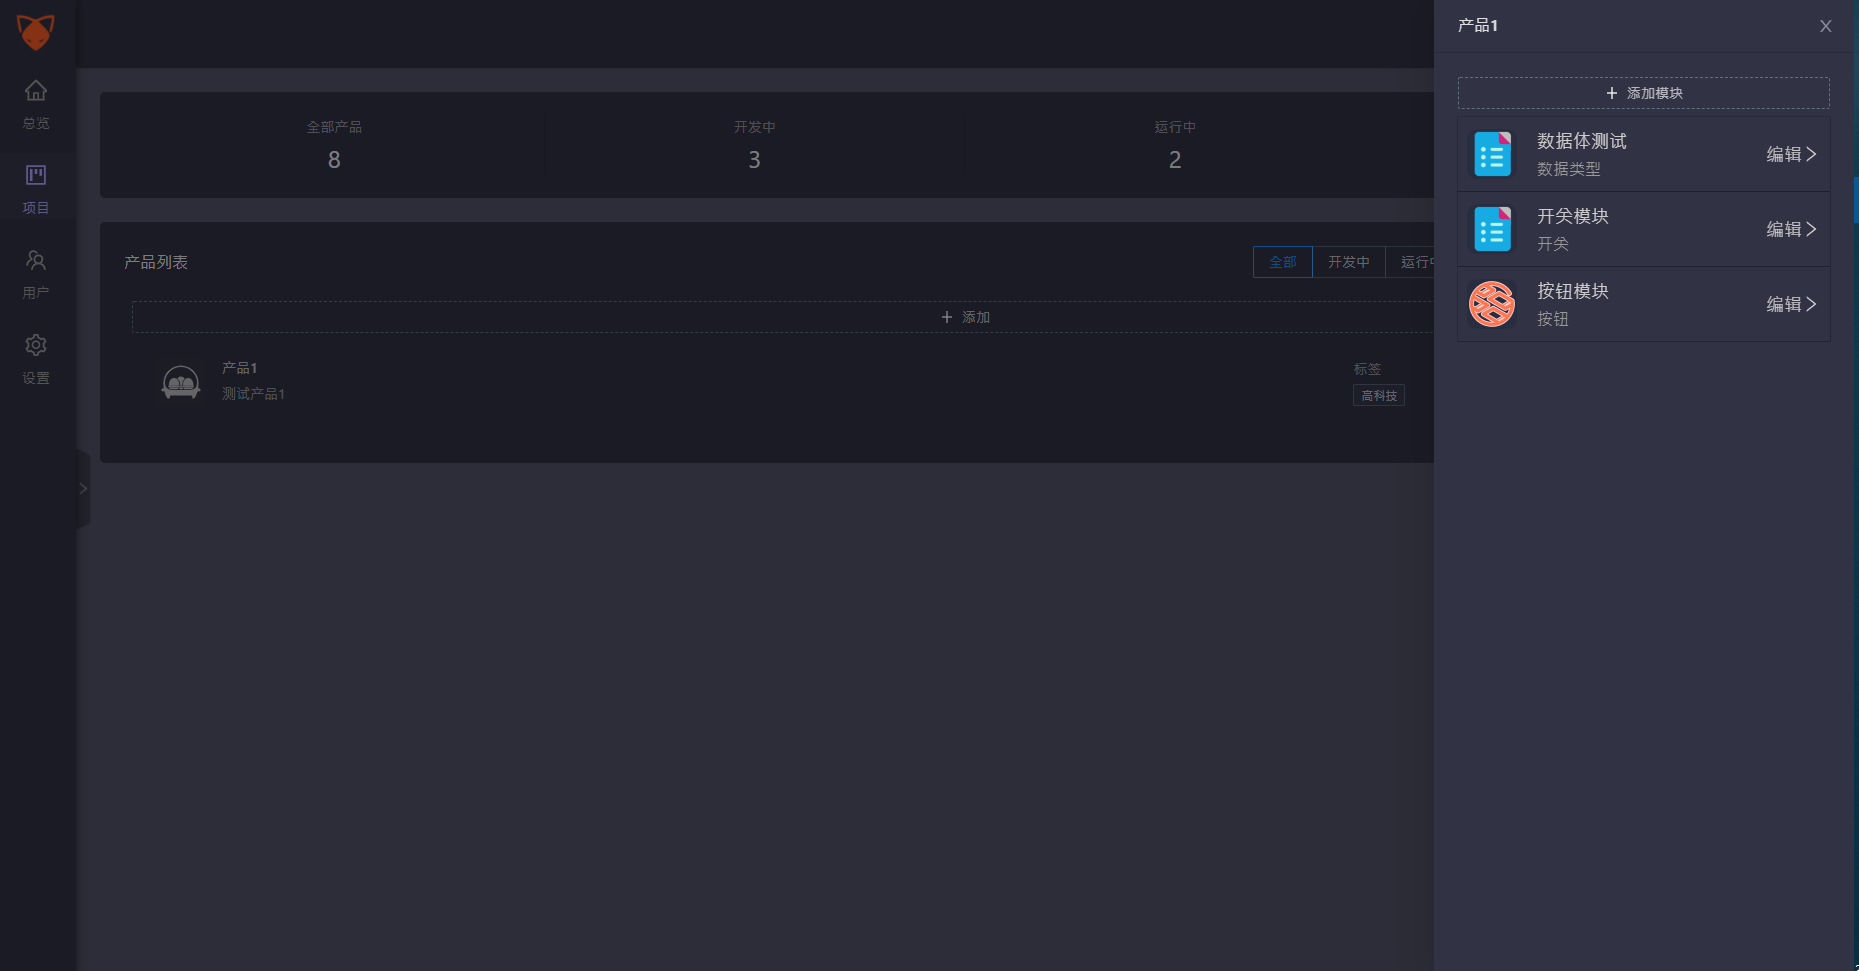 总览
项目
用户
设置
全部产品
8
开发中
3
运行中
2
产品列表
全部
开发中
运行中
添加
产品1
测试产品1
标签
高科技
产品1
添加模块
数据体测试
数据类型
编辑
开关模块
开关
编辑
按钮模块
按钮
编辑